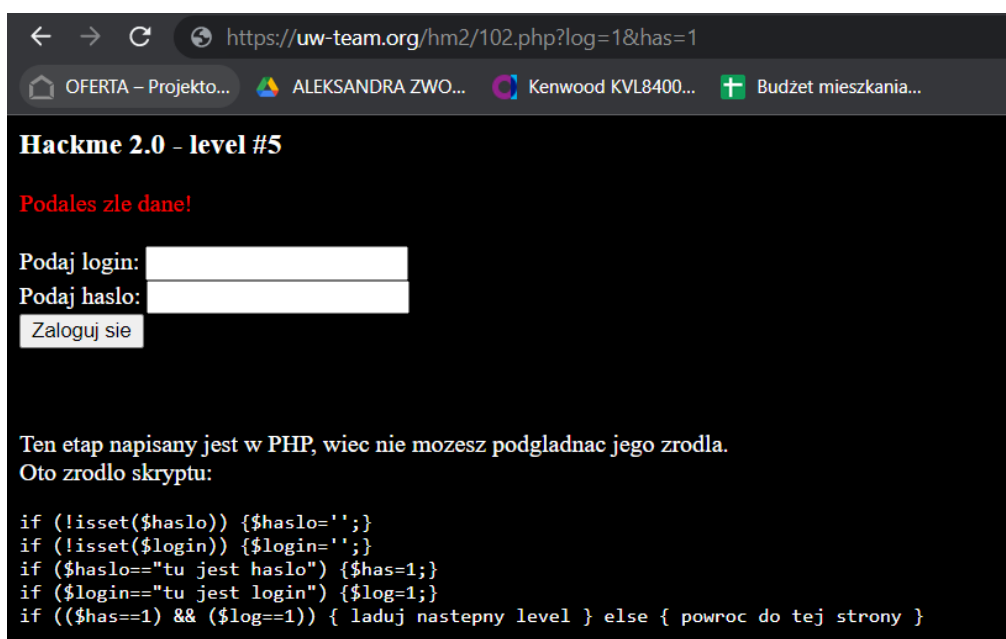 https://uw-team.org/hm2/102.php?log=1&has=1
OFERTA – Projekto... ALEKSANDRA ZWO... Kenwood KVL8400... Budżet mieszkania...
Hackme 2.0 - level #5
Podales zle dane!
Podaj login:
Podaj haslo:
Zaloguj sie
Ten etap napisany jest w PHP, wiec nie mozesz podgladnac jego zrodla.
Oto zrodlo skryptu:
if (!isset($haslo)) {$haslo='';}
if (!isset($login)) {$login='';}
if ($haslo=="tu jest haslo") {$has=1;}
if ($login=="tu jest login") {$log=1;}
if (($has==1) && ($log==1)) { laduj nastepny level } else { powroc do tej strony }